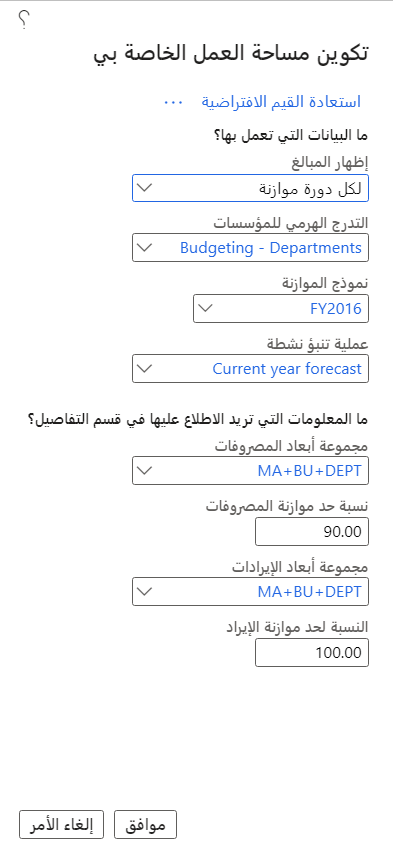 ؟
تكوين مساحة العمل الخاصة بي
استعادة القيم الافتراضية ...
ما البيانات التي تعمل بها؟
إظهار المبالغ
لكل دورة موازنة
التدرج الهرمي للمؤسسات
Budgeting - Departments
نموذج الموازنة
FY2016
عملية تنبؤ نشطة
Current year forecast
ما المعلومات التي تريد الاطلاع عليها في قسم التفاصيل؟
مجموعة أبعاد المصروفات
MA+BU+DEPT
نسبة حد موازنة المصروفات
90.00
مجموعة أبعاد الإيرادات
MA+BU+DEPT
النسبة لحد موازنة الإيراد
100.00
موافق إلغاء الأمر